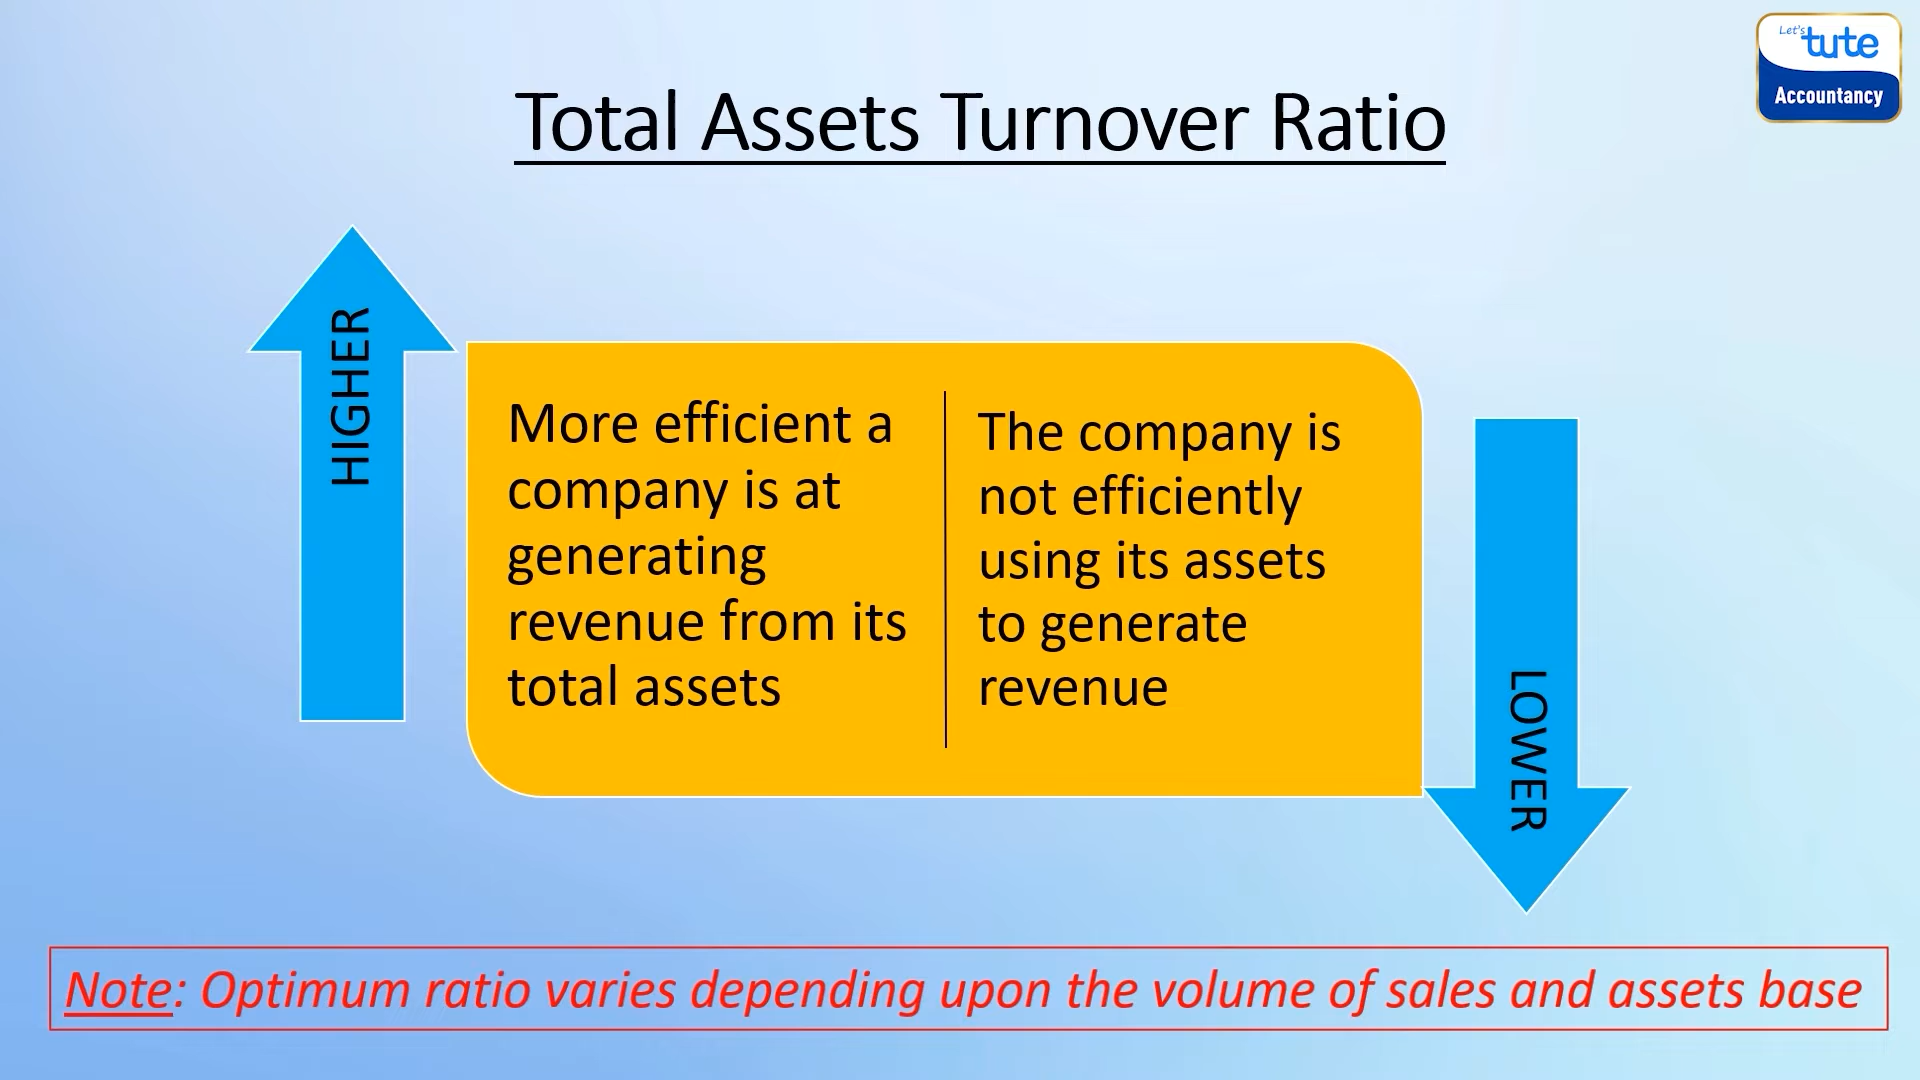 Let's
tute
Accountancy
Total Assets Turnover Ratio
HIGHER
More efficient a
company is at
generating
revenue from its
total assets
The company is
not efficiently
using its assets
to generate
revenue
LOWER
Note: Optimum ratio varies depending upon the volume of sales and assets base